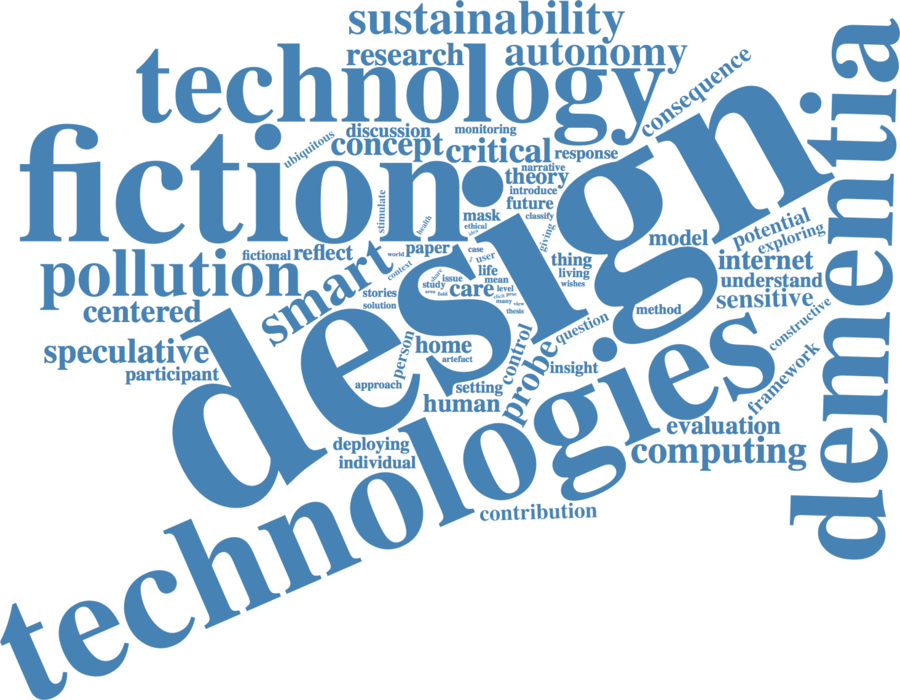 sustainability
research
autonomy
technology
consequence
dementia
fiction
ubiquitous
discussion
monitoring
concept
critical
response
narrative
theory
introduce
future
classify
stimulate
health
mask
ethical
idea
giving
design
pollution
fictional
reflect
world
paper
case
user
context
smart
thing
living
wishes
model
potential
exploring
internet
understand
sensitive
centered
stories
solution
share
issue
study
area
field
care
life
mean
level
elicit
many
view
thesis
method
constructive
speculative
participant
person
home
artefact
control
probe
question
insight
framework
approach
setting
human
technologies
evaluation
computing
deploying
individual
contribution